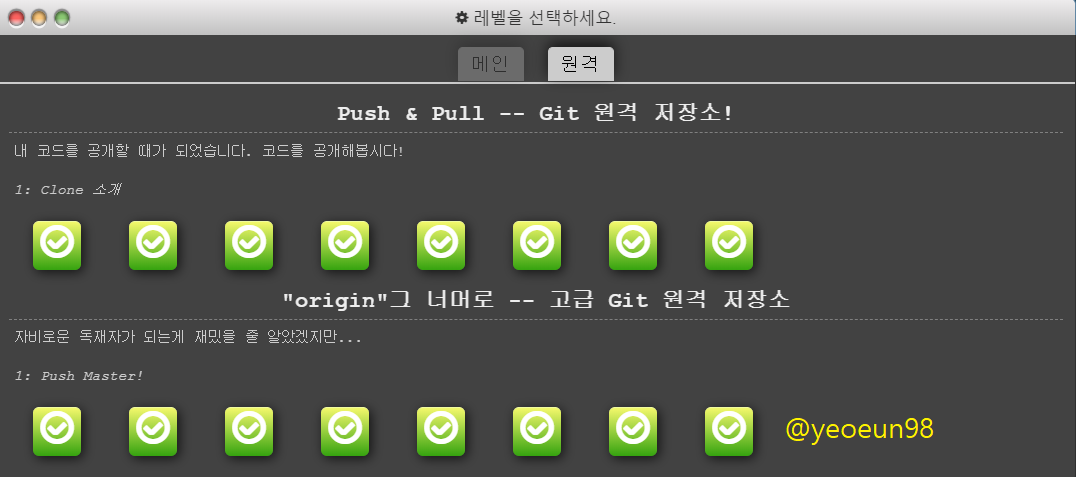 레벨을 선택하세요.
메인
원격
Push & Pull -- Git 원격 저장소!
내 코드를 공개할 때가 되었습니다. 코드를 공개해봅시다!
1: Clone 소개
"origin"그 너머로 -- 고급 Git 원격 저장소
자비로운 독재자가 되는게 재밌을 줄 알았겠지만...
1: Push Master!
@yeoeun98